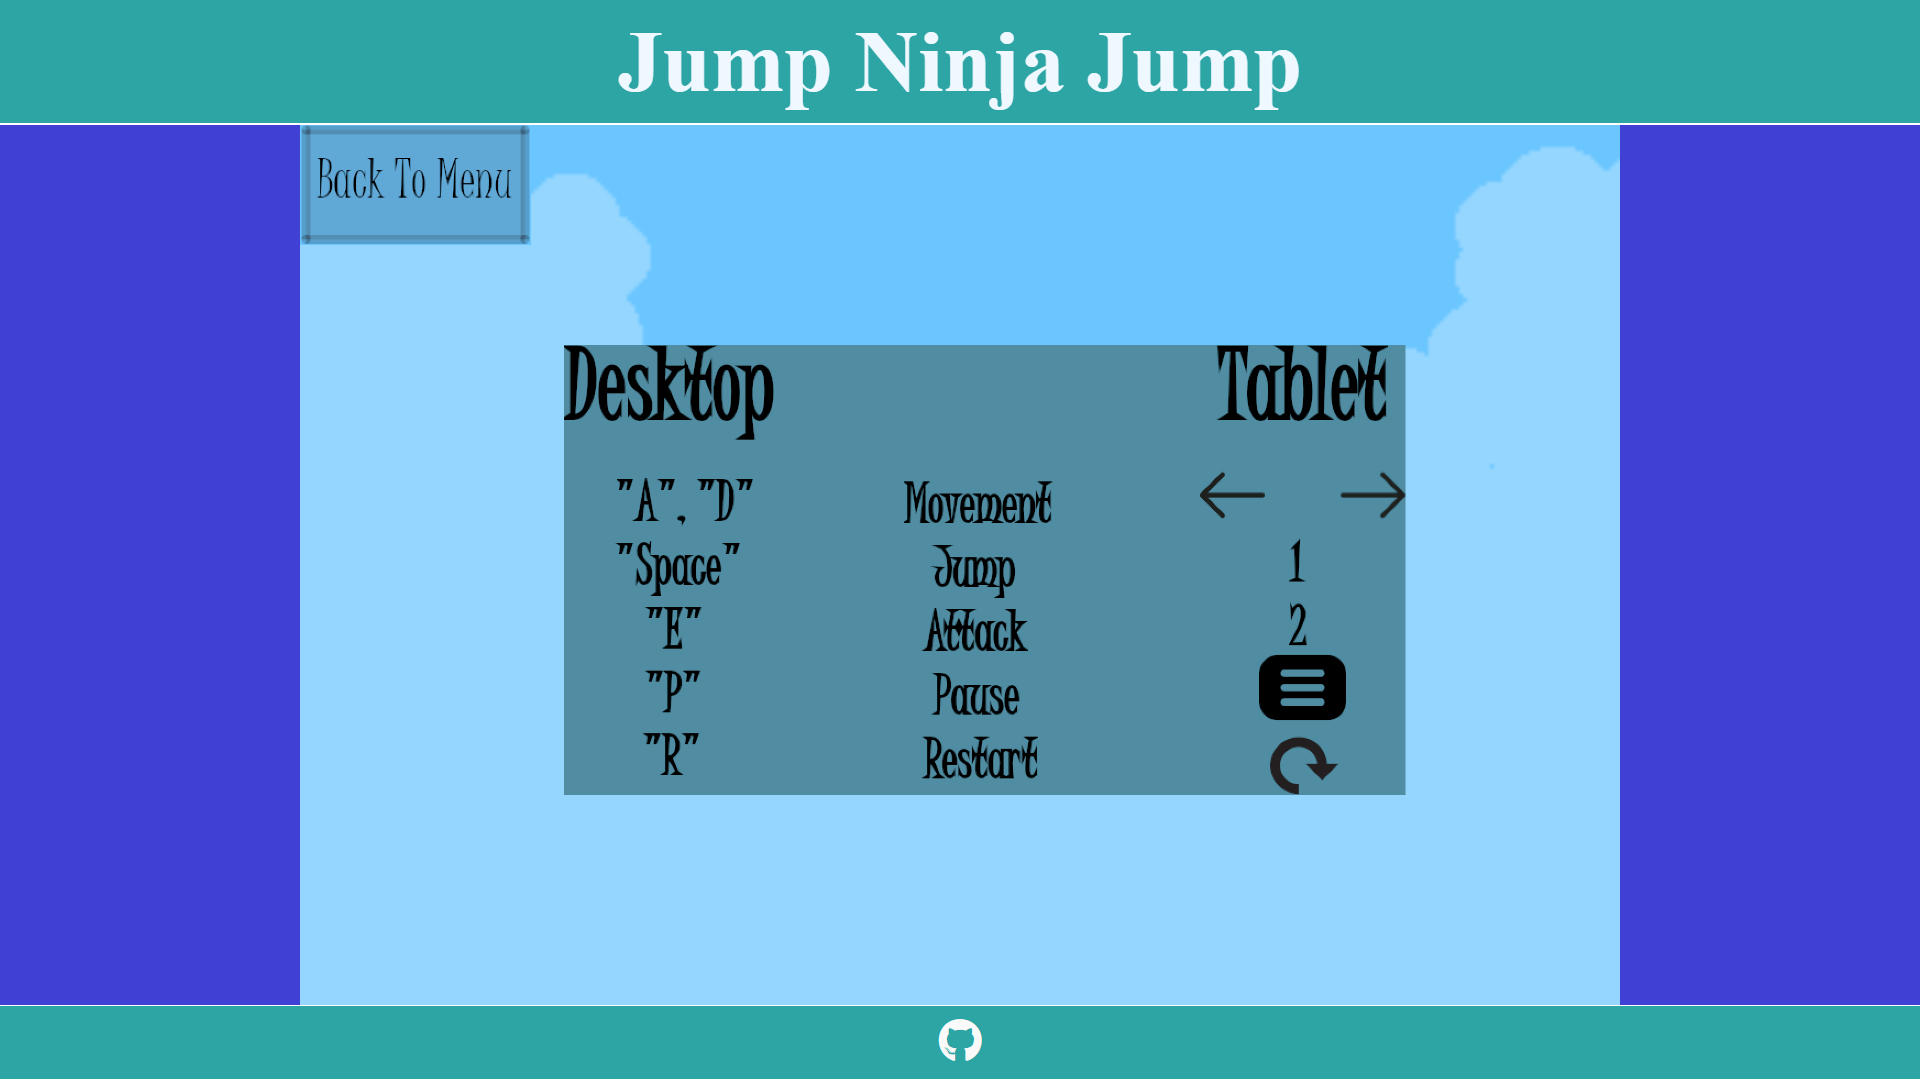 Jump Ninja Jump
Back To Menu
Desktop Tablet
"A", "D" Movement
"Space" Jump 1
"E" Attack 2
"P" Pause
"R" Restart